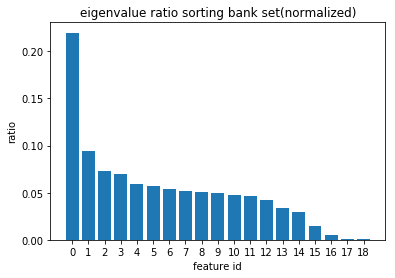 eigenvalue ratio sorting bank set(normalized)
0.20
0.15
0.10
0.05
0.00
ratio
0 1 2 3 4 5 6 7 8 9 10 11 12 13 14 15 16 17 18
feature id